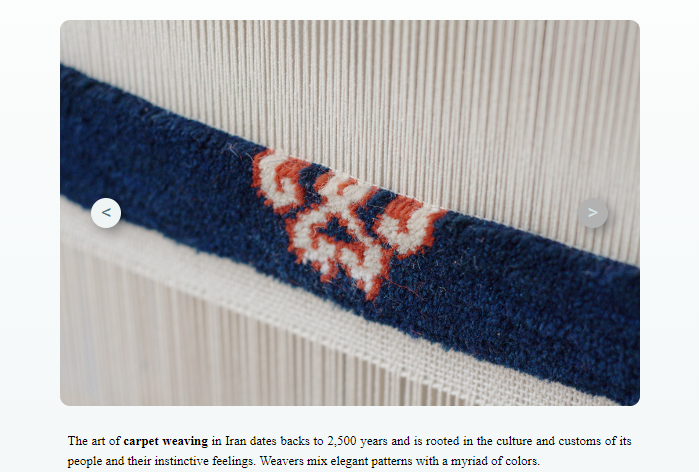 < >
The art of carpet weaving in Iran dates backs to 2,500 years and is rooted in the culture and customs of its
people and their instinctive feelings. Weavers mix elegant patterns with a myriad of colors.